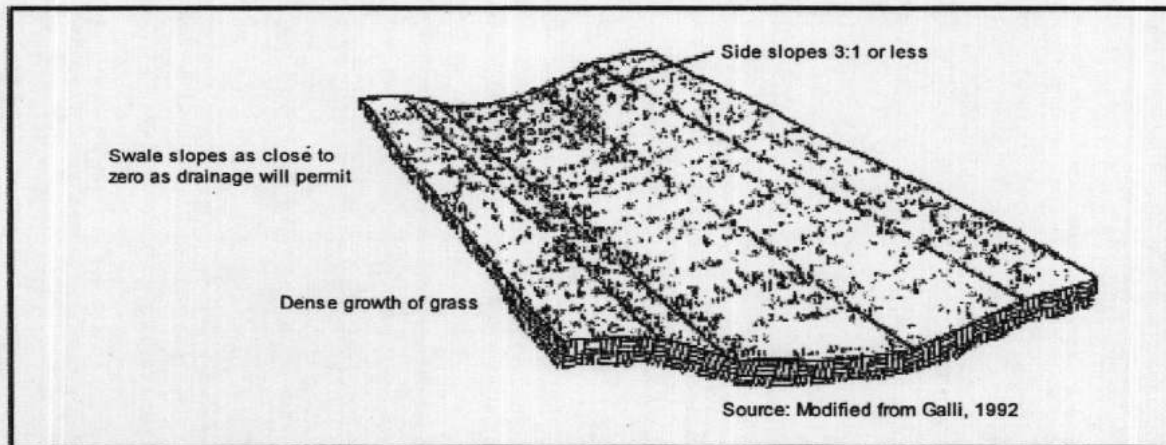 Side slopes 3:1 or less
Swale slopes as close to
zero as drainage will permit
Dense growth of grass
Source: Modified from Galli, 1992